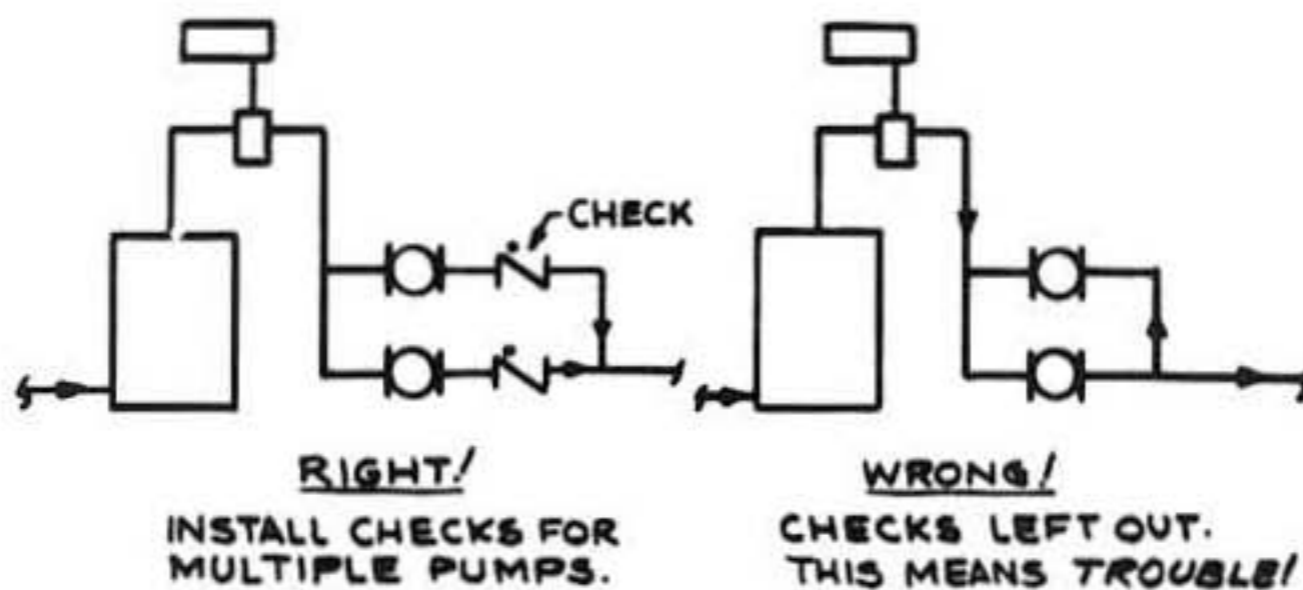 CHECK
RIGHT!
INSTALL CHECKS FOR
MULTIPLE PUMPS.
WRONG!
CHECKS LEFT OUT.
THIS MEANS TROUBLE!